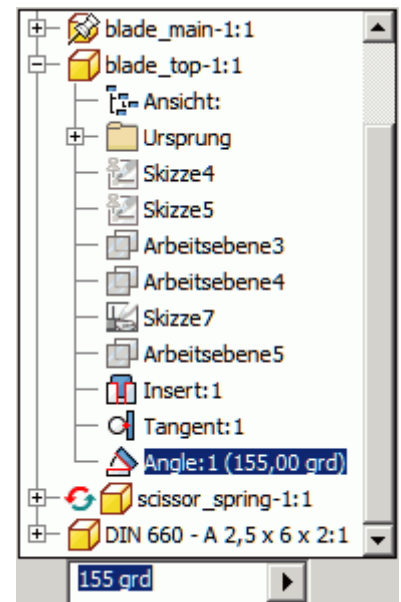 blade_main-1:1
blade_top-1:1
Ansicht:
Ursprung
Skizze4
Skizze5
Arbeitsebene3
Arbeitsebene4
Skizze7
Arbeitsebene5
Insert:1
Tangent:1
Angle:1 (155,00 grd)
scissor_spring-1:1
DIN 660 - A 2,5 x 6 x 2:1
155 grd